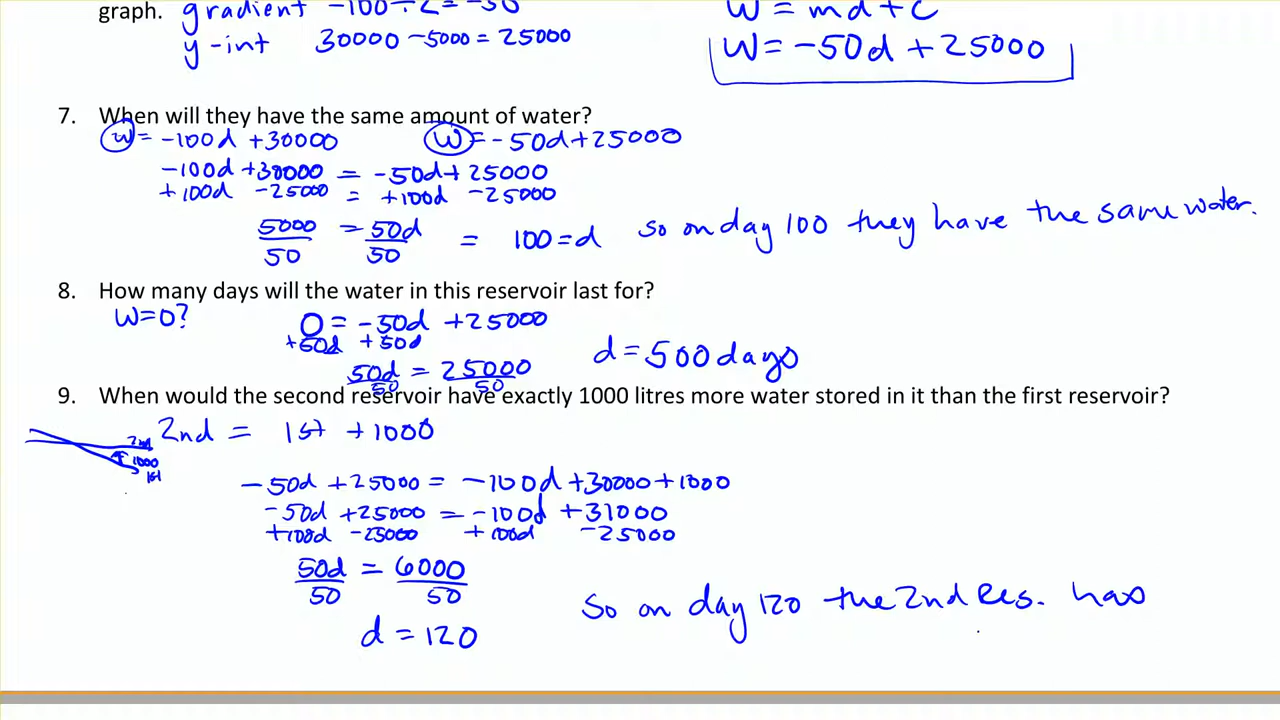 graph. gradient -100 ÷ 2 = -50
y-int 30000 - 5000 = 25000
W = md + c
W = -50d + 25000
7. When will they have the same amount of water?
W = -100d + 30000 W = -50d + 25000
-100d + 30000 = -50d + 25000
+100d -25000 = +100d -25000
5000/50 = 50d/50 = 100 = d so on day 100 they have the same water.
8. How many days will the water in this reservoir last for?
W=0? 0 = -50d + 25000
+50d +50d
50d/50 = 25000/50 d = 500 days
9. When would the second reservoir have exactly 1000 litres more water stored in it than the first reservoir?
2nd = 1st + 1000
2nd
1000
1st
-50d + 25000 = -100d + 30000 + 1000
-50d + 25000 = -100d + 31000
+100d -25000 +100d -25000
50d/50 = 6000/50
d = 120
So on day 120 the 2nd Res. has